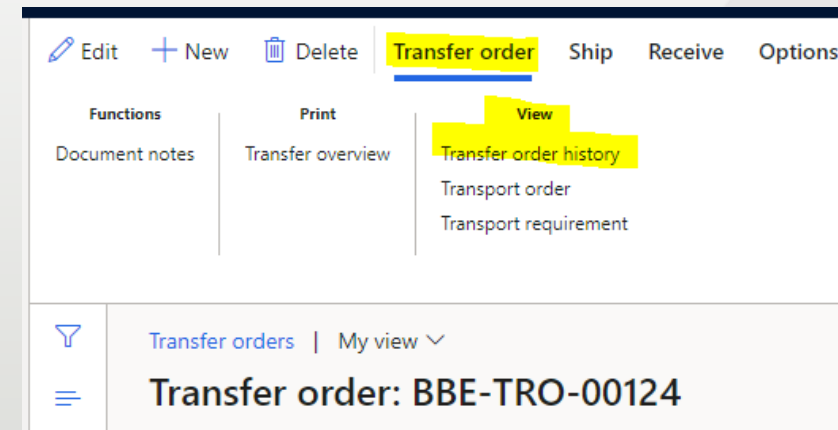 Edit New Delete Transfer order Ship Receive Options
Functions Print View
Document notes Transfer overview Transfer order history
Transport order
Transport requirement
Transfer orders | My view
Transfer order: BBE-TRO-00124